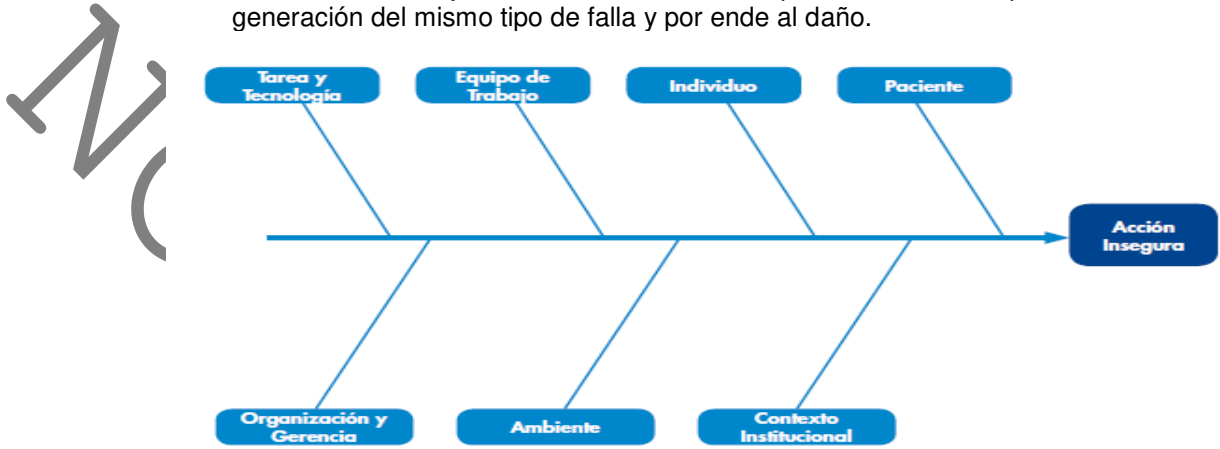 generación del mismo tipo de falla y por ende al daño.
Tarea y
Tecnología
Equipo de
Trabajo
Individuo
Paciente
Acción
Insegura
Organización y
Gerencia
Ambiente
Contexto
Institucional